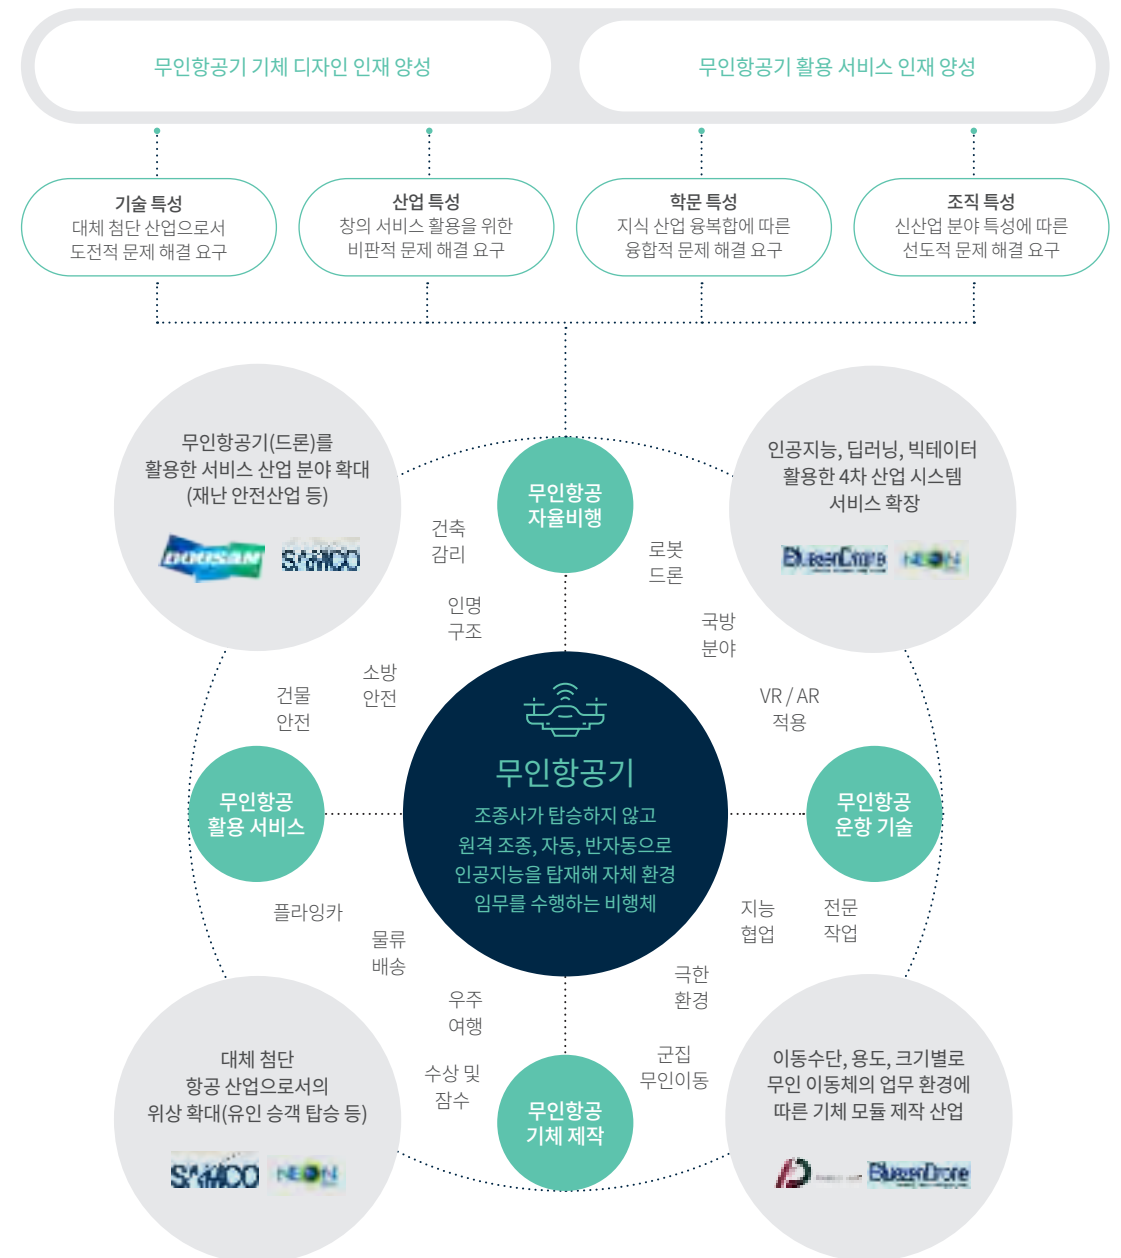 무인항공기 기체 디자인 인재 양성
무인항공기 활용 서비스 인재 양성
기술 특성
대체 첨단 산업으로서
도전적 문제 해결 요구
산업 특성
창의 서비스 활용을 위한
비판적 문제 해결 요구
학문 특성
지식 산업 융복합에 따른
융합적 문제 해결 요구
조직 특성
신산업 분야 특성에 따른
선도적 문제 해결 요구
무인항공기(드론)를
활용한 서비스 산업 분야 확대
(재난 안전산업 등)
DOOSAN
SAMCO
무인항공
자율비행
인공지능, 딥러닝, 빅테이터
활용한 4차 산업 시스템
서비스 확장
BlueenDrone
NEON
건축
감리
인명
구조
소방
안전
건물
안전
로봇
드론
국방
분야
VR / AR
적용
무인항공
활용 서비스
무인항공기
조종사가 탑승하지 않고
원격 조종, 자동, 반자동으로
인공지능을 탑재해 자체 환경
임무를 수행하는 비행체
무인항공
운항 기술
플라잉카
물류
배송
우주
여행
수상 및
잠수
지능
협업
전문
작업
극한
환경
군집
무인이동
대체 첨단
항공 산업으로서의
위상 확대(유인 승객 탑승 등)
SAMCO
NEON
무인항공
기체 제작
이동수단, 용도, 크기별로
무인 이동체의 업무 환경에
따른 기체 모듈 제작 산업
BlueenDrone